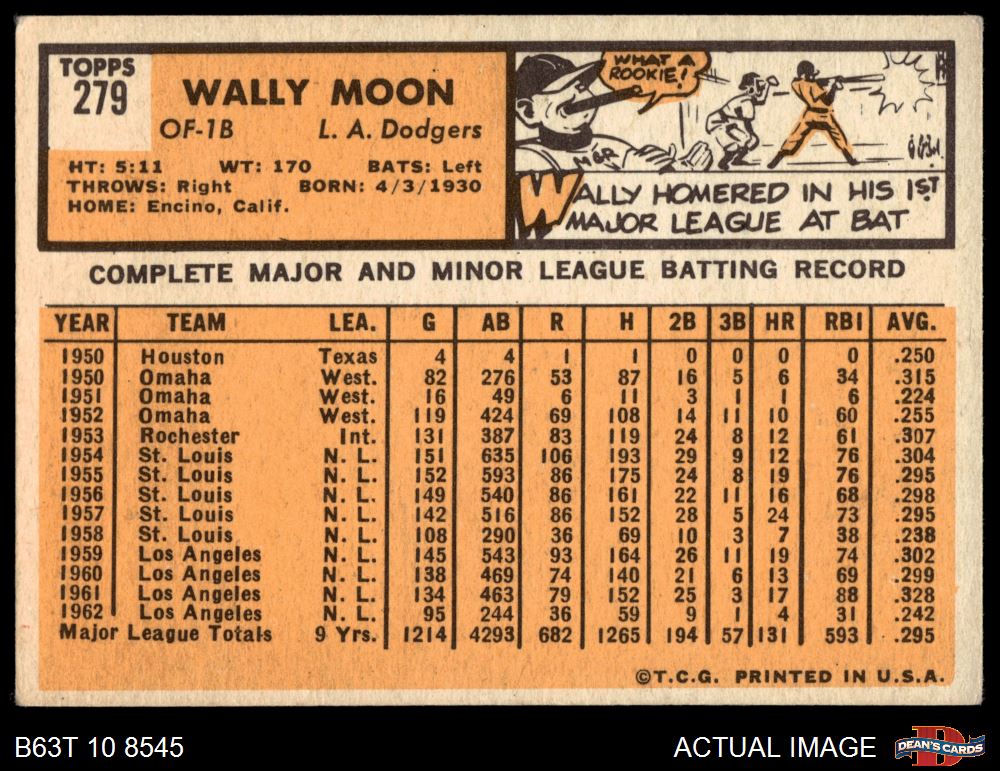 TOPPS
279
WALLY MOON
OF-1B L. A. Dodgers
HT: 5:11 WT: 170 BATS: Left
THROWS: Right BORN: 4/3/1930
HOME: Encino, Calif.
WHAT A
ROOKIE!
MGR
WALLY HOMERED IN HIS 1ST
MAJOR LEAGUE AT BAT
COMPLETE MAJOR AND MINOR LEAGUE BATTING RECORD
YEAR TEAM LEA. G AB R H 2B 3B HR RBI AVG.
1950 Houston Texas 4 4 1 1 0 0 0 0 .250
1950 Omaha West. 82 276 53 87 16 5 6 34 .315
1951 Omaha West. 16 49 6 11 3 1 1 6 .224
1952 Omaha West. 119 424 69 108 14 11 10 60 .255
1953 Rochester Int. 131 387 83 119 24 8 12 61 .307
1954 St. Louis N. L. 151 635 106 193 29 9 12 76 .304
1955 St. Louis N. L. 152 593 86 175 24 8 19 76 .295
1956 St. Louis N. L. 149 540 86 161 22 11 16 68 .298
1957 St. Louis N. L. 142 516 86 152 28 5 24 73 .295
1958 St. Louis N. L. 108 290 36 69 10 3 7 38 .238
1959 Los Angeles N. L. 145 543 93 164 26 11 19 74 .302
1960 Los Angeles N. L. 138 469 74 140 21 6 13 69 .299
1961 Los Angeles N. L. 134 463 79 152 25 3 17 88 .328
1962 Los Angeles N. L. 95 244 36 59 9 1 4 31 .242
Major League Totals 9 Yrs. 1214 4293 682 1265 194 57 131 593 .295
©T.C.G. PRINTED IN U.S.A.
B63T 10 8545 ACTUAL IMAGE D DEAN'S CARDS